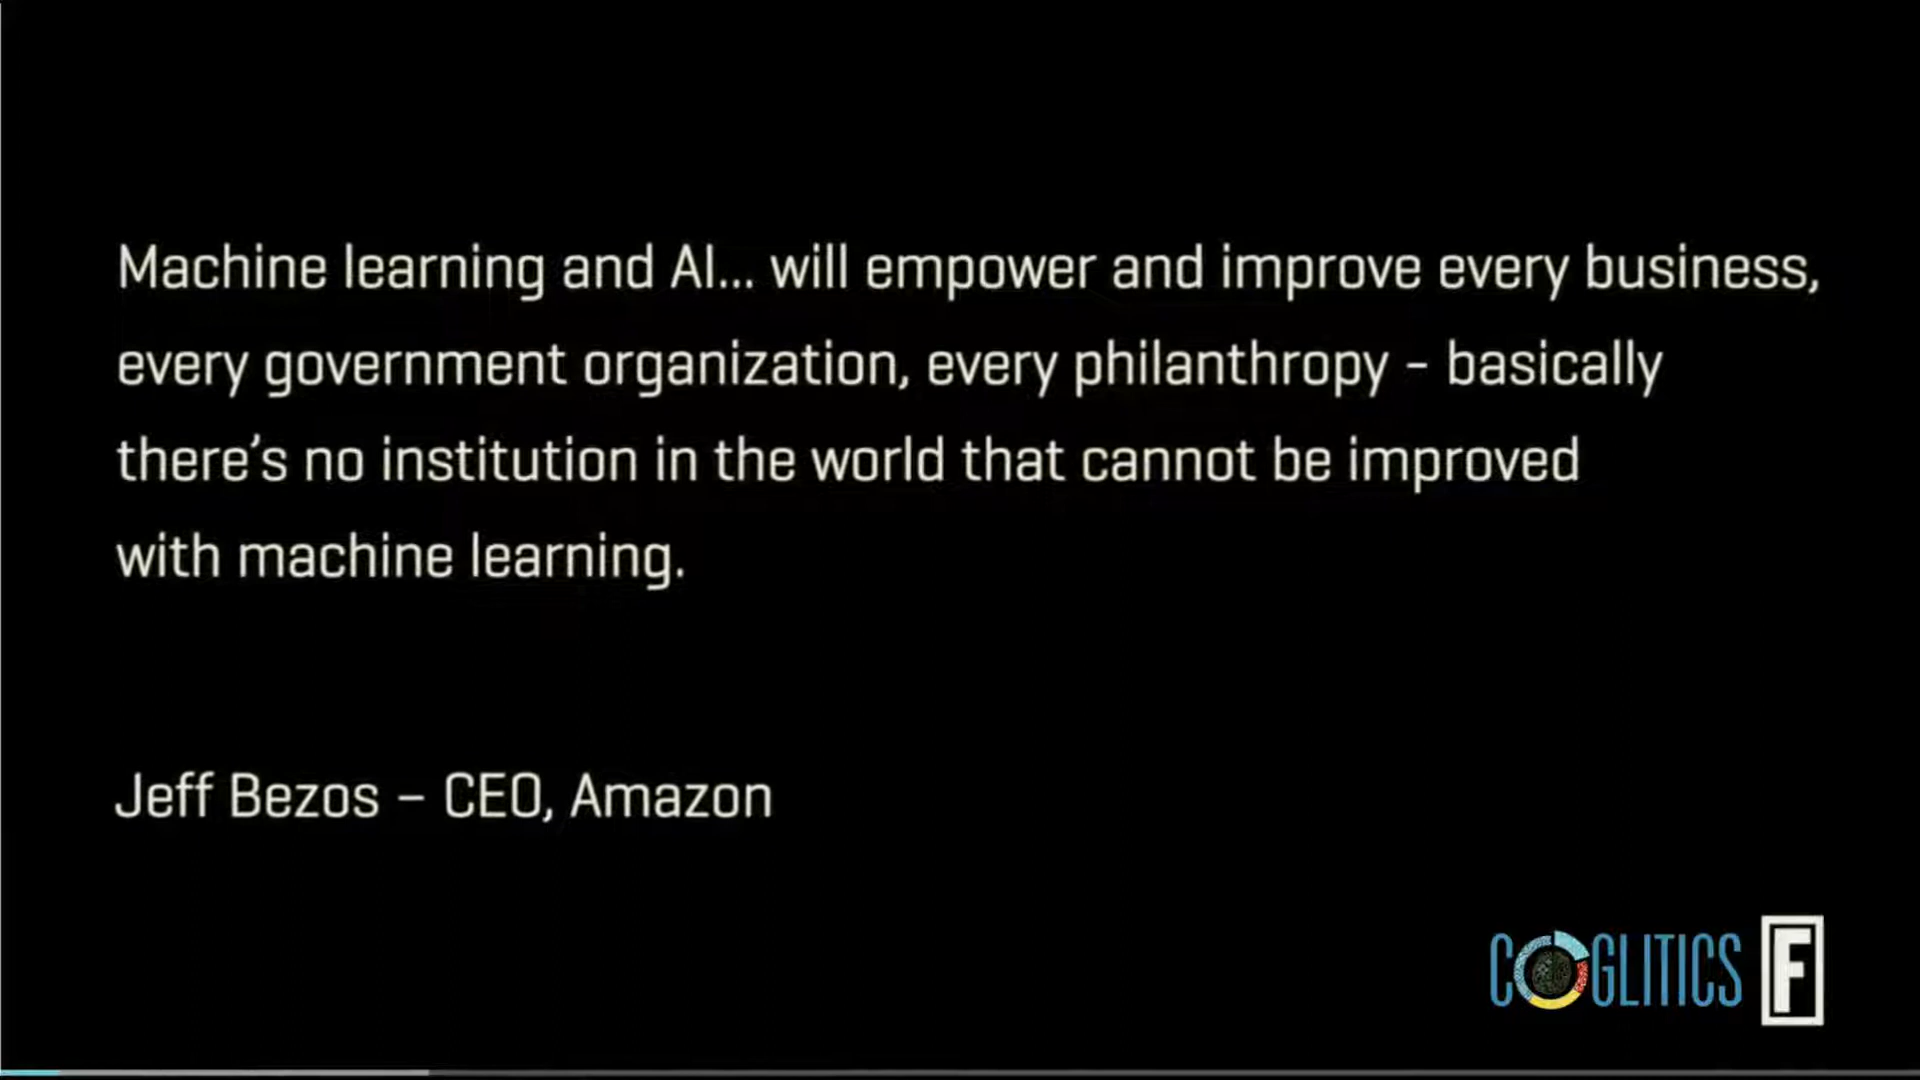 Machine learning and AI... will empower and improve every business,
every government organization, every philanthropy – basically
there's no institution in the world that cannot be improved
with machine learning.
Jeff Bezos – CEO, Amazon
COGLITICS F